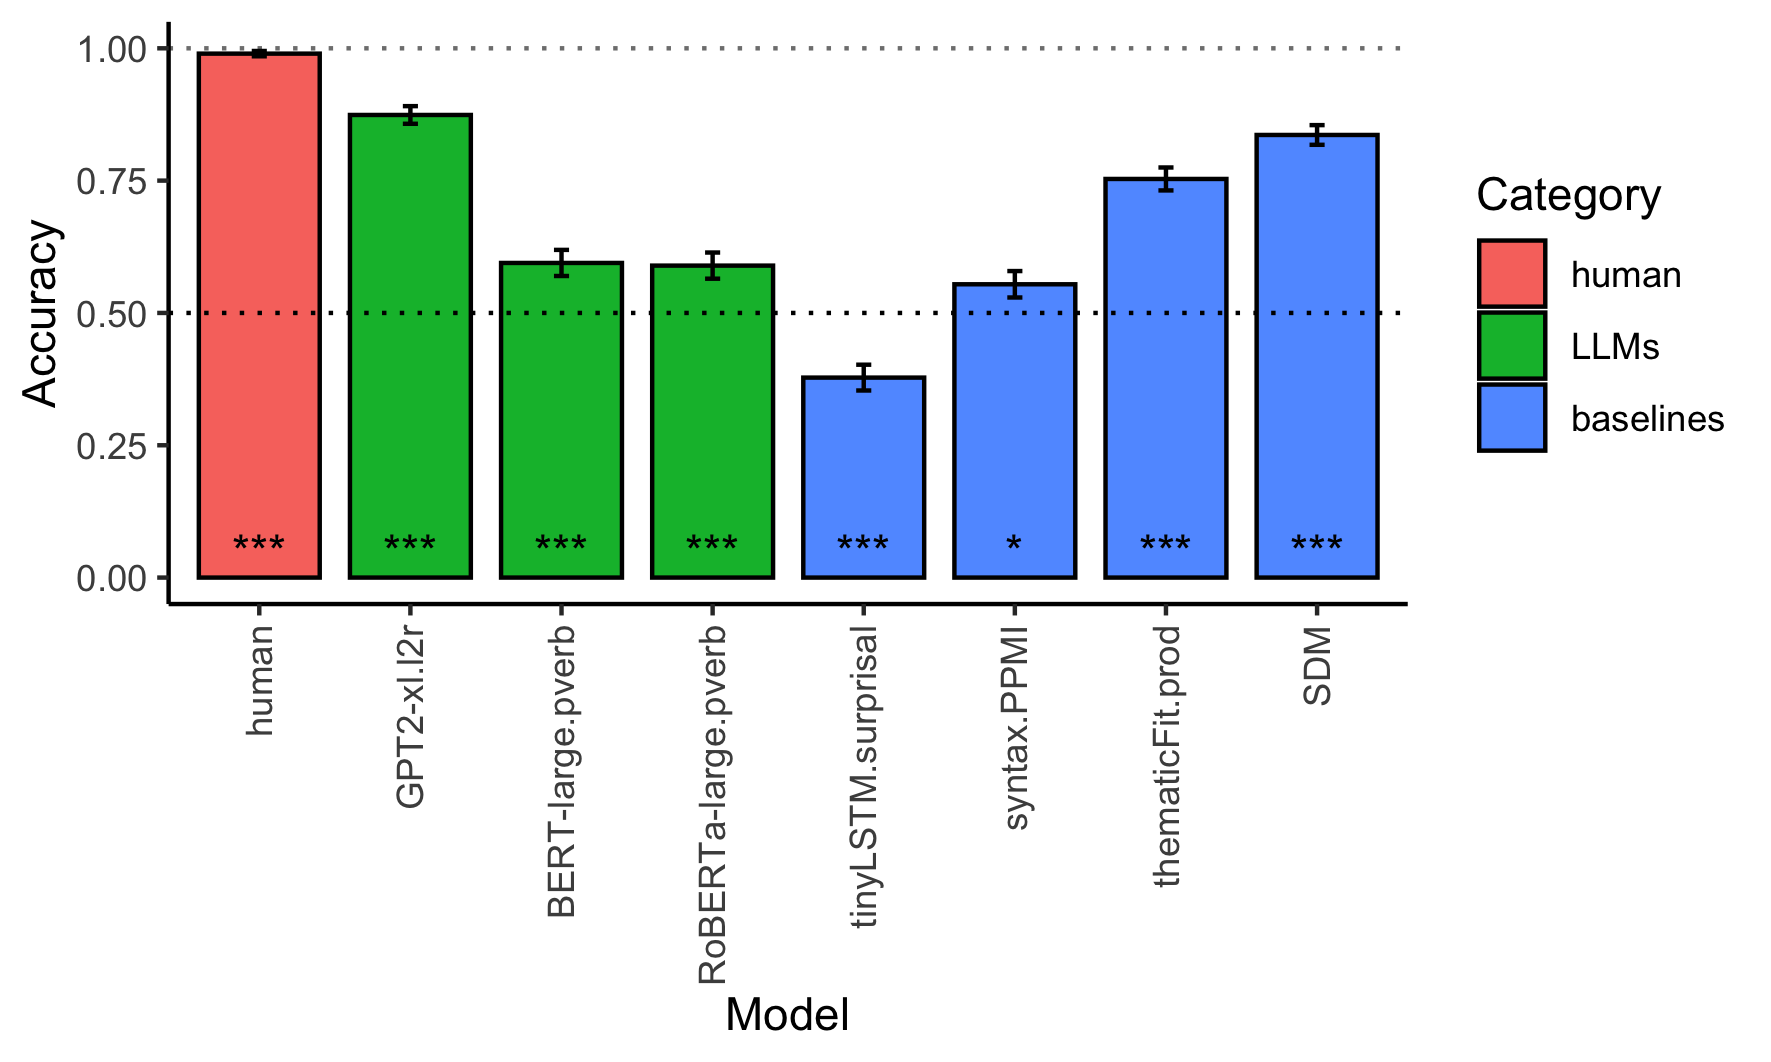 1.00
0.75
0.50
0.25
0.00
Accuracy
***
***
***
***
***
*
***
***
human
GPT2-xl.l2r
BERT-large.pverb
RoBERTa-large.pverb
tinyLSTM.surprisal
syntax.PPMI
thematicFit.prod
SDM
Model
Category
human
LLMs
baselines